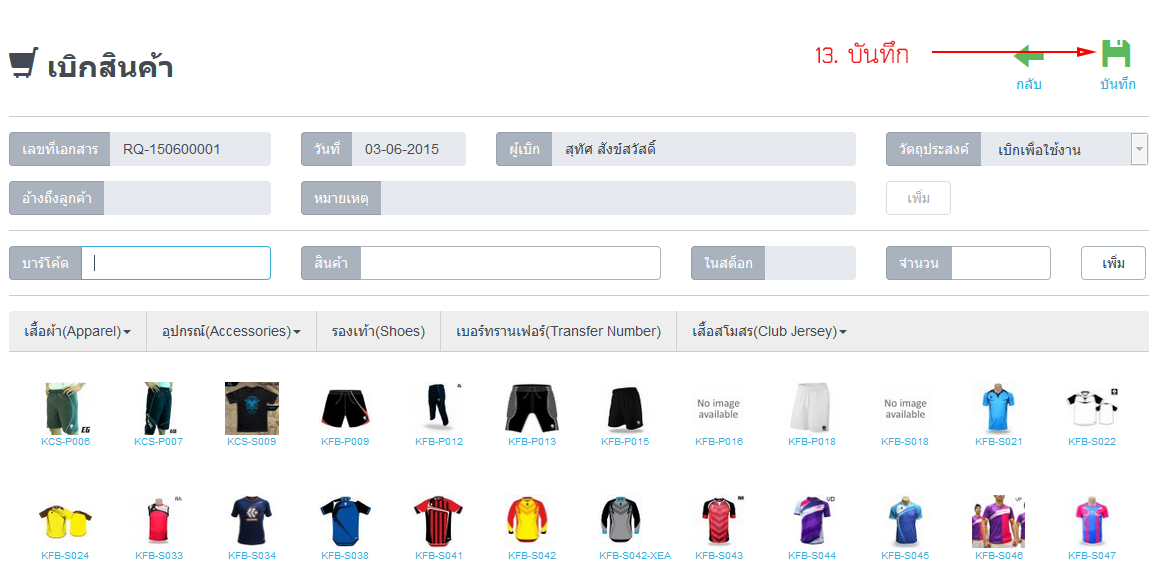 13. บันทึก
เบิกสินค้า
กลับ บันทึก
เลขที่เอกสาร RQ-150600001 วันที่ 03-06-2015 ผู้เบิก สุทัศ สังข์สวัสดิ์ วัตถุประสงค์ เบิกเพื่อใช้งาน
อ้างถึงลูกค้า หมายเหตุ เพิ่ม
บาร์โค้ด สินค้า ในสต็อก จำนวน เพิ่ม
เสื้อผ้า(Apparel) อุปกรณ์(Accessories) รองเท้า(Shoes) เบอร์ทรานเฟอร์(Transfer Number) เสื้อสโมสร(Club Jersey)
No image available No image available
EG
KCS-P006 KCS-P007 KCS-S009 KFB-P009 KFB-P012 KFB-P013 KFB-P015 KFB-P016 KFB-P018 KFB-S018 KFB-S021 KFB-S022
UO
KFB-S024 KFB-S033 KFB-S034 KFB-S038 KFB-S041 KFB-S042 KFB-S042-XEA KFB-S043 KFB-S044 KFB-S045 KFB-S046 KFB-S047